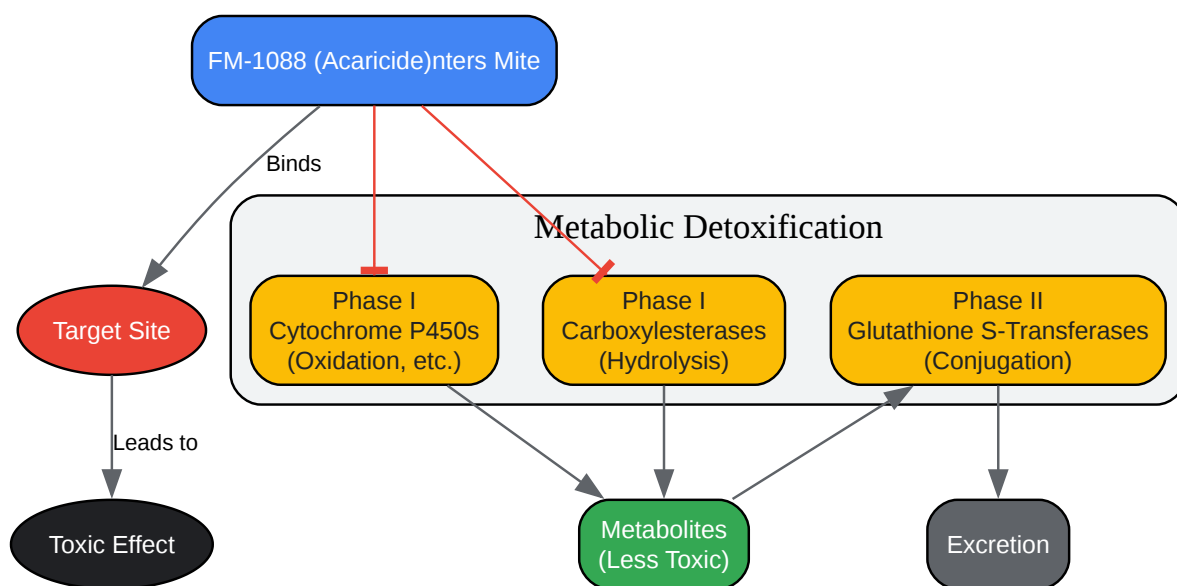 FM-1088 (Acaricide)nters Mite
Binds
Metabolic Detoxification
Phase I
Cytochrome P450s
(Oxidation, etc.)
Phase I
Carboxylesterases
(Hydrolysis)
Phase II
Glutathione S-Transferases
(Conjugation)
Target Site
Leads to
Toxic Effect
Metabolites
(Less Toxic)
Excretion